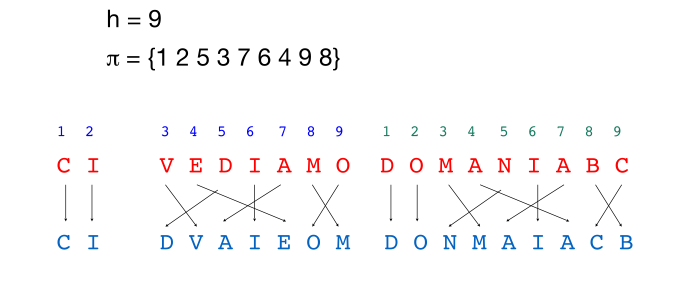 h = 9
π = {1 2 5 3 7 6 4 9 8}
1 2 3 4 5 6 7 8 9 1 2 3 4 5 6 7 8 9
C I V E D I A M O D O M A N I A B C
C I D V A I E O M D O N M A I A C B